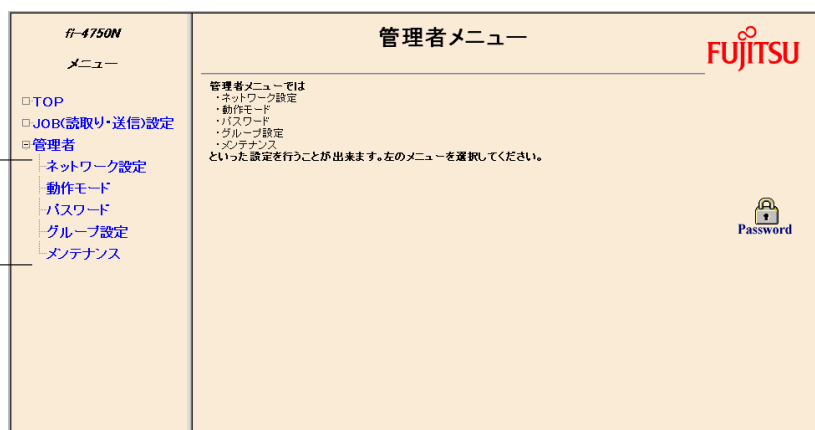 fi-4750N
メニュー
TOP
JOB(読取り・送信)設定
管理者
ネットワーク設定
動作モード
パスワード
グループ設定
メンテナンス
管理者メニュー
FUJITSU
管理者メニューでは
・ネットワーク設定
・動作モード
・パスワード
・グループ設定
・メンテナンス
といった設定を行うことが出来ます。左のメニューを選択してください。
Password